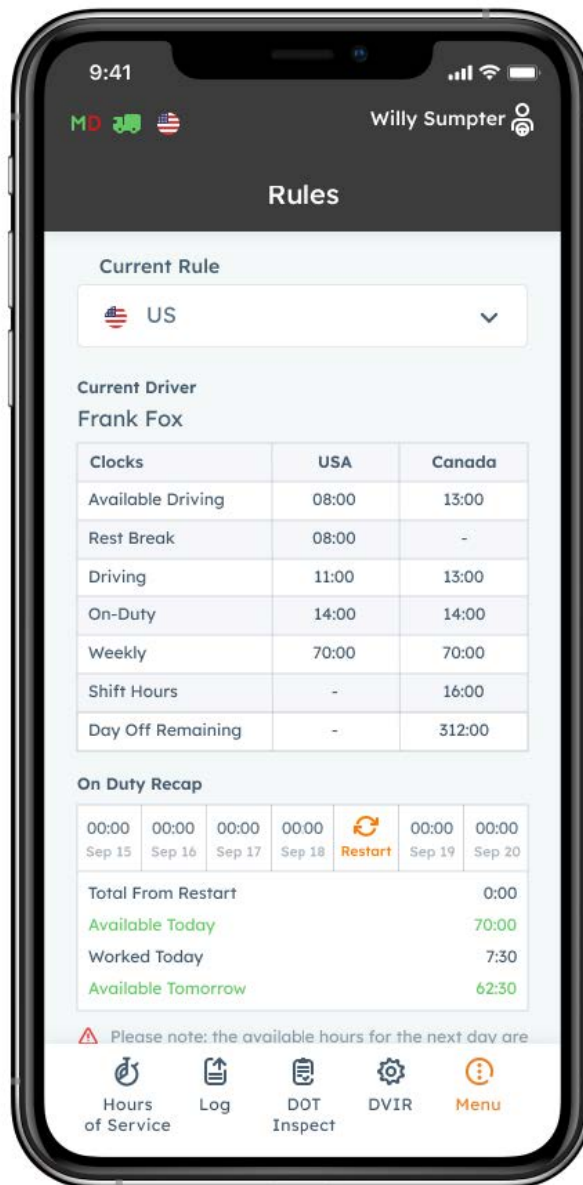 9:41
MD
Willy Sumpter
Rules
Current Rule
US
Current Driver
Frank Fox
Clocks USA Canada
Available Driving 08:00 13:00
Rest Break 08:00 -
Driving 11:00 13:00
On-Duty 14:00 14:00
Weekly 70:00 70:00
Shift Hours - 16:00
Day Off Remaining - 312:00
On Duty Recap
00:00 00:00 00:00 00:00 00:00 00:00
Sep 15 Sep 16 Sep 17 Sep 18 Restart Sep 19 Sep 20
Total From Restart 0:00
Available Today 70:00
Worked Today 7:30
Available Tomorrow 62:30
Please note: the available hours for the next day are
Hours Log DOT DVIR Menu
of Service Inspect